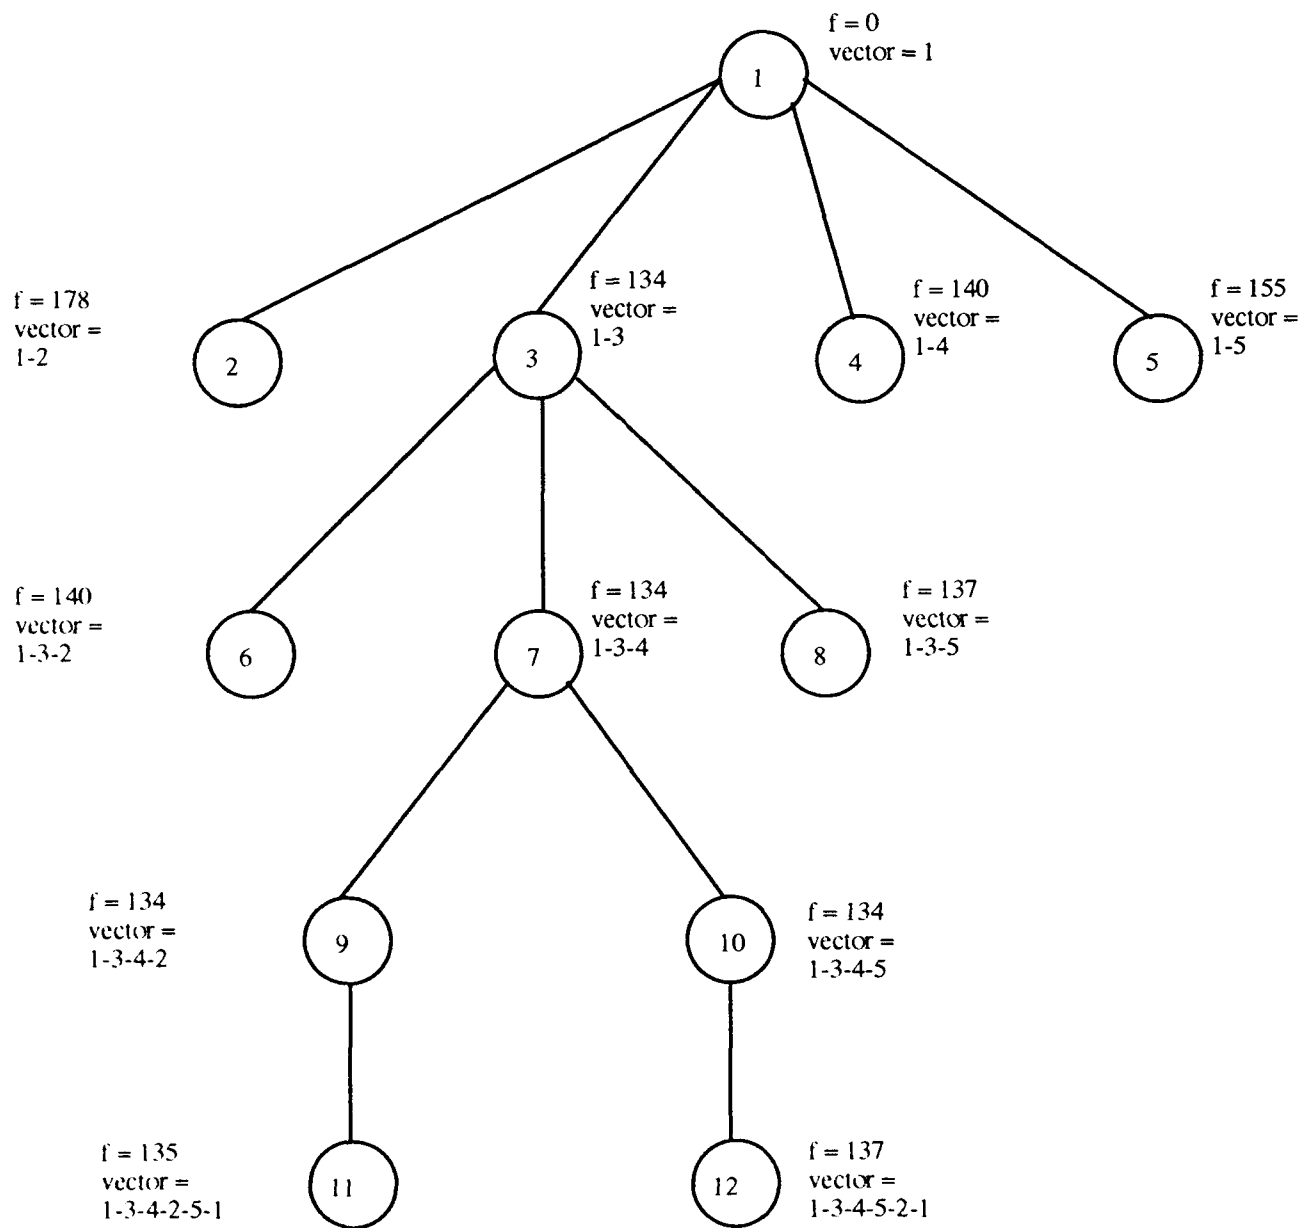 f = 0
vector = 1
1
f = 178
vector =
1-2
2
f = 134
vector =
1-3
3
f = 140
vector =
1-4
4
f = 155
vector =
1-5
5
f = 140
vector =
1-3-2
6
f = 134
vector =
1-3-4
7
f = 137
vector =
1-3-5
8
f = 134
vector =
1-3-4-2
9
f = 134
vector =
1-3-4-5
10
f = 135
vector =
1-3-4-2-5-1
11
f = 137
vector =
1-3-4-5-2-1
12